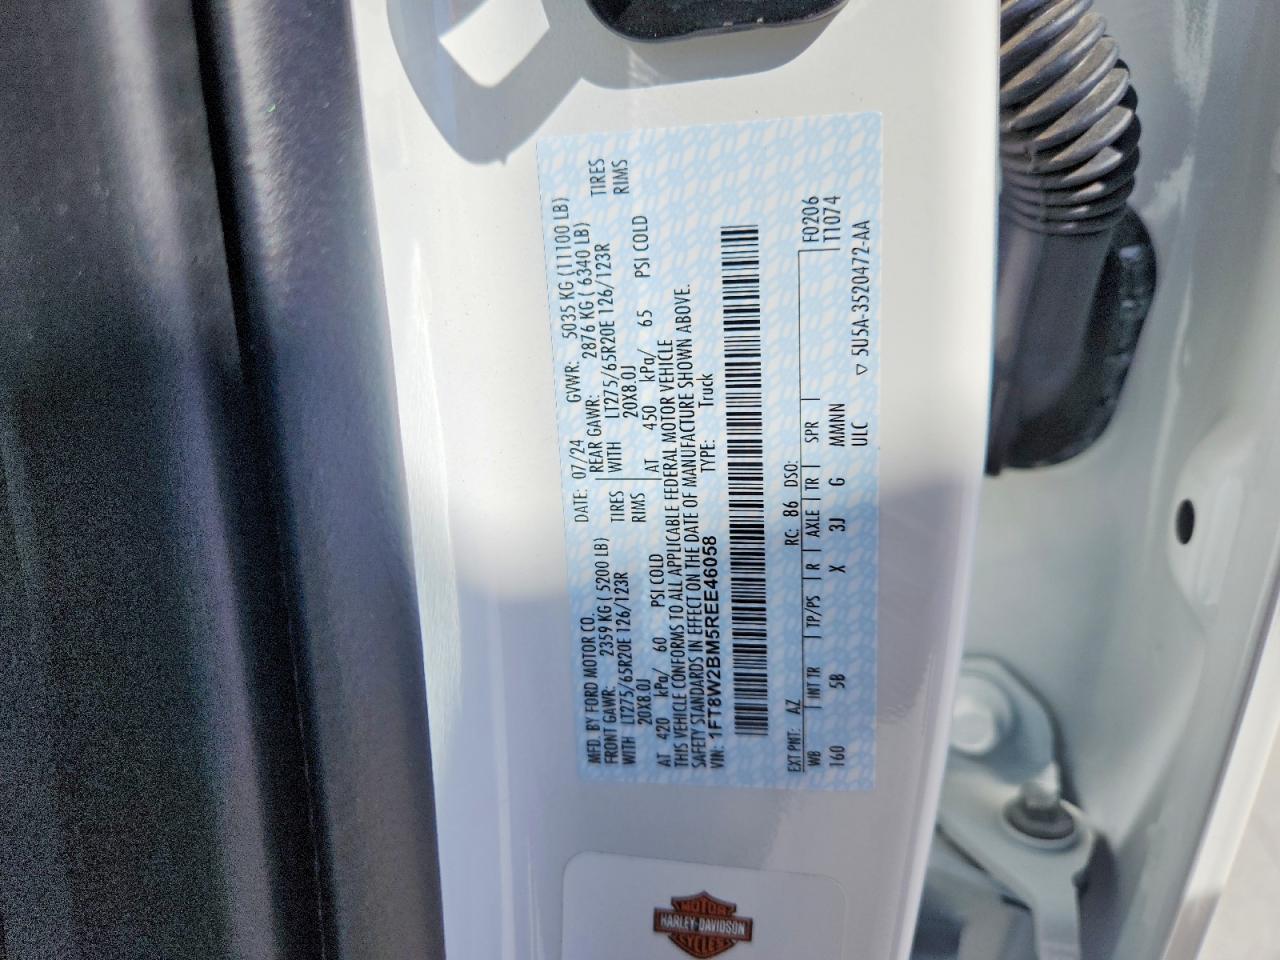 MFD. BY FORD MOTOR CO.
DATE: 07/24 GVWR: 5035 KG (11100 LB)
FRONT GAWR: 2359 KG ( 5200 LB)
REAR GAWR: 2876 KG ( 6340 LB)
WITH LT275/65R20E 126/123R TIRES
WITH LT275/65R20E 126/123R TIRES
20X8.0J RIMS
20X8.0J RIMS
AT 420 kPa/ 60 PSI COLD
AT 450 kPa/ 65 PSI COLD
THIS VEHICLE CONFORMS TO ALL APPLICABLE FEDERAL MOTOR VEHICLE
SAFETY STANDARDS IN EFFECT ON THE DATE OF MANUFACTURE SHOWN ABOVE.
VIN: 1FT8W2BM5REE46058 TYPE: Truck
EXT PNT: AZ RC: 86 DSO:
WB INT TR TP/PS R AXLE TR SPR F0206
T1074
160 5B X 3J G MMNN
ULC ▽ 5U5A-3520472-AA
MOTOR
HARLEY-DAVIDSON
CYCLES